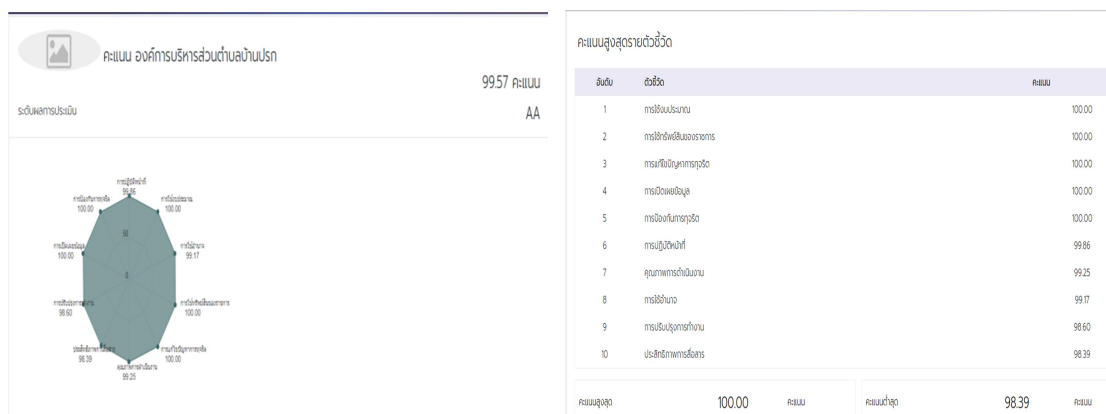 คะแนน องค์การบริหารส่วนตำบลบ้านปรก
99.57 คะแนน
ระดับผลการประเมิน
AA
การปฏิบัติหน้าที่
99.86
การป้องกันการทุจริต
100.00
การใช้งบประมาณ
100.00
50
การเปิดเผยข้อมูล
100.00
การใช้อำนาจ
99.17
0
การปรับปรุงการทำงาน
98.60
การใช้ทรัพย์สินของราชการ
100.00
ประสิทธิภาพการสื่อสาร
98.39
การแก้ไขปัญหาการทุจริต
100.00
คุณภาพการดำเนินงาน
99.25
คะแนนสูงสุดรายตัวชี้วัด
อันดับ ตัวชี้วัด คะแนน
1 การใช้งบประมาณ 100.00
2 การใช้ทรัพย์สินของราชการ 100.00
3 การแก้ไขปัญหาการทุจริต 100.00
4 การเปิดเผยข้อมูล 100.00
5 การป้องกันการทุจริต 100.00
6 การปฏิบัติหน้าที่ 99.86
7 คุณภาพการดำเนินงาน 99.25
8 การใช้อำนาจ 99.17
9 การปรับปรุงการทำงาน 98.60
10 ประสิทธิภาพการสื่อสาร 98.39
คะแนนสูงสุด 100.00 คะแนน
คะแนนต่ำสุด 98.39 คะแนน